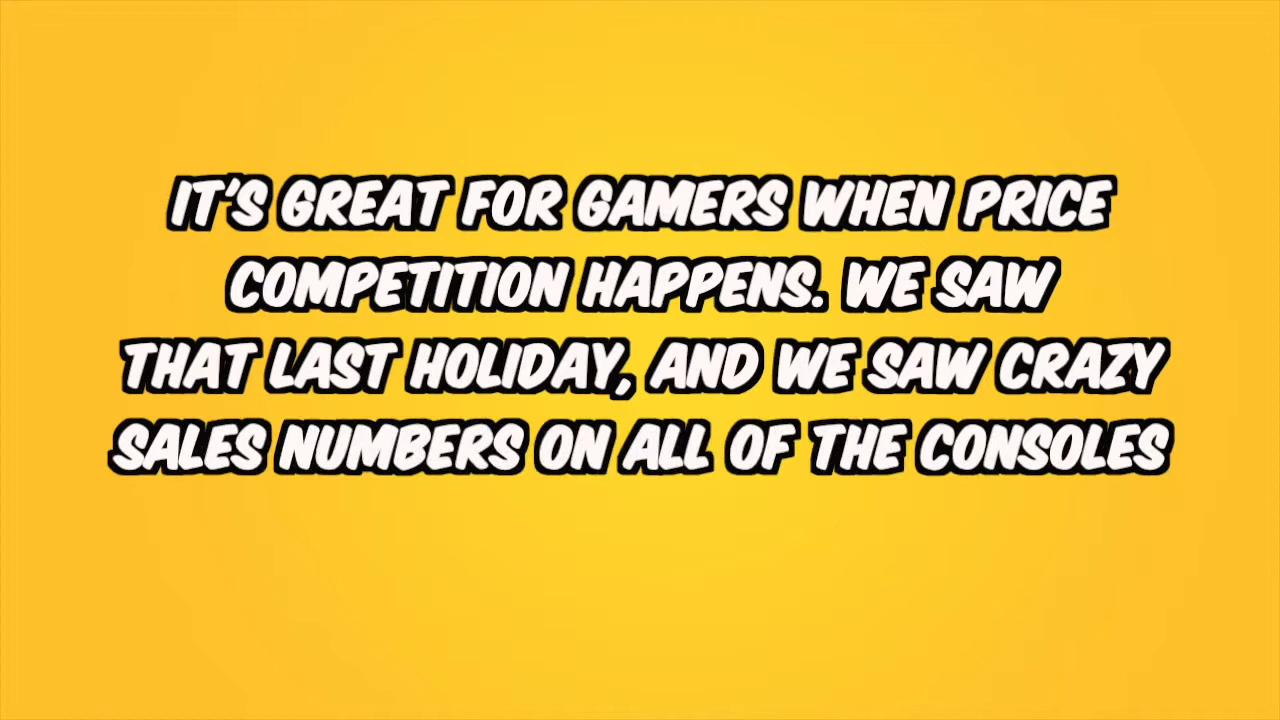 IT'S GREAT FOR GAMERS WHEN PRICE
COMPETITION HAPPENS. WE SAW
THAT LAST HOLIDAY, AND WE SAW CRAZY
SALES NUMBERS ON ALL OF THE CONSOLES